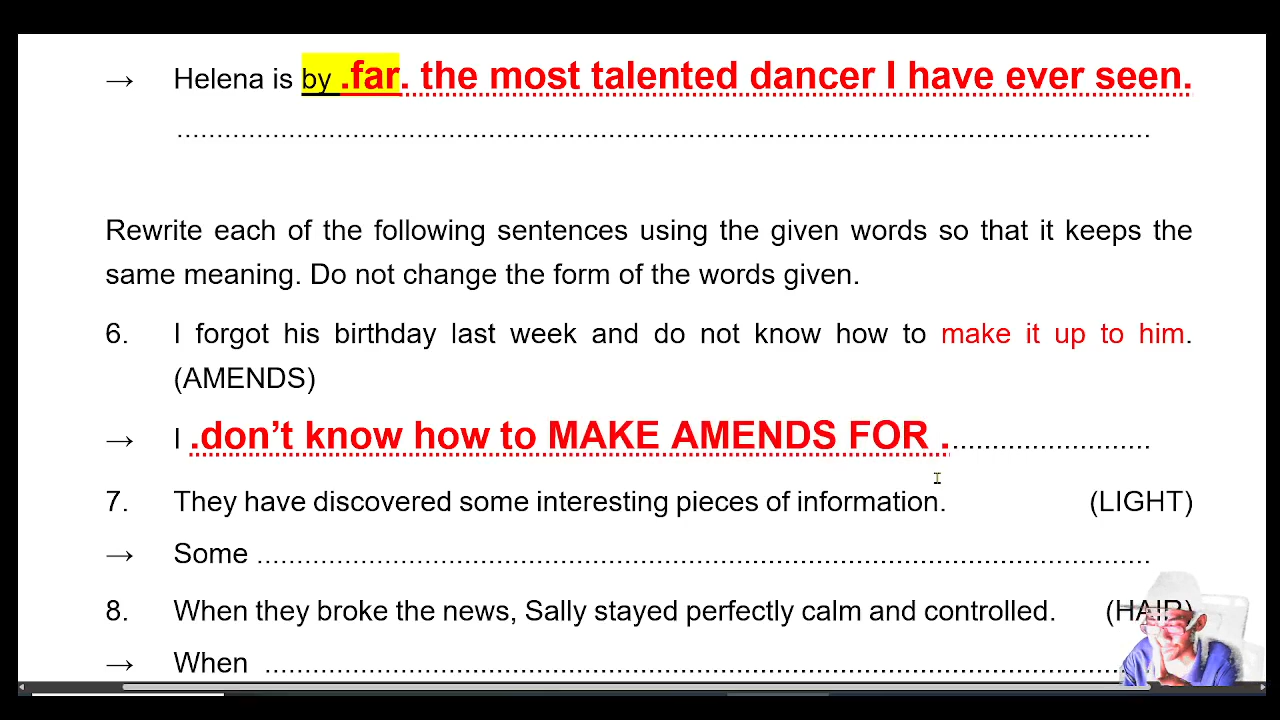 → Helena is by .far. the most talented dancer I have ever seen.
..........................................................................................................................
Rewrite each of the following sentences using the given words so that it keeps the
same meaning. Do not change the form of the words given.
6. I forgot his birthday last week and do not know how to make it up to him.
(AMENDS)
→ I .don’t know how to MAKE AMENDS FOR ..........................
7. They have discovered some interesting pieces of information. (LIGHT)
→ Some ................................................................................................................
8. When they broke the news, Sally stayed perfectly calm and controlled. (HAIR)
→ When ...........................................................................................................